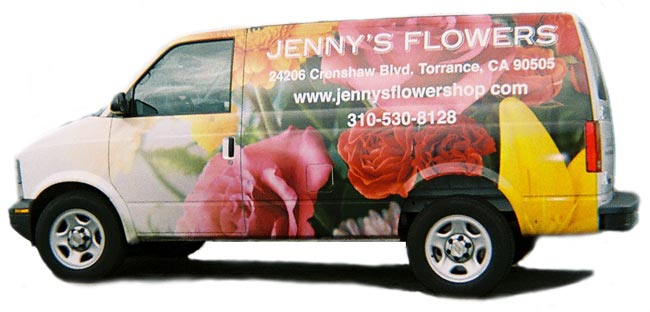 JENNY'S FLOWERS
24206 Crenshaw Blvd. Torrance, CA 90505
www.jennysflowershop com
310-530-8128